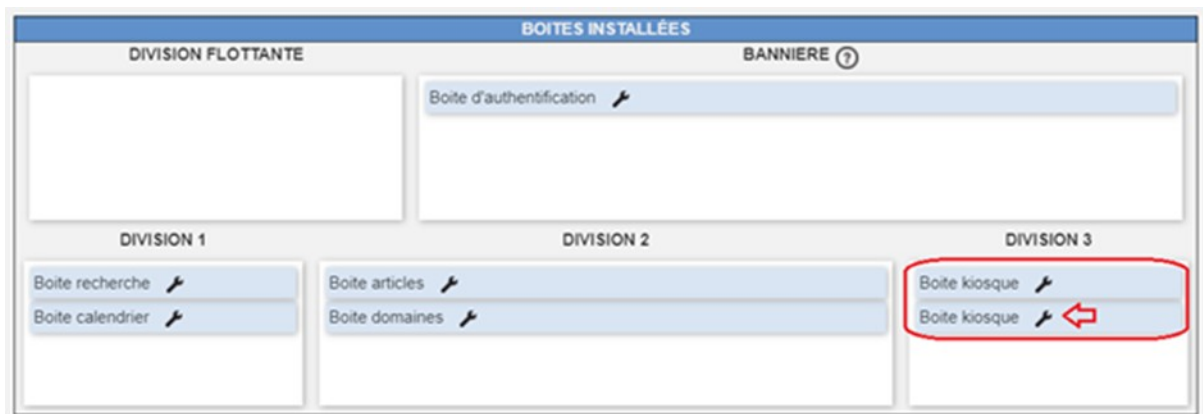 BOITES INSTALLÉES
DIVISION FLOTTANTE
BANNIERE ?
Boite d'authentification
DIVISION 1
DIVISION 2
DIVISION 3
Boite recherche
Boite articles
Boite kiosque
Boite calendrier
Boite domaines
Boite kiosque